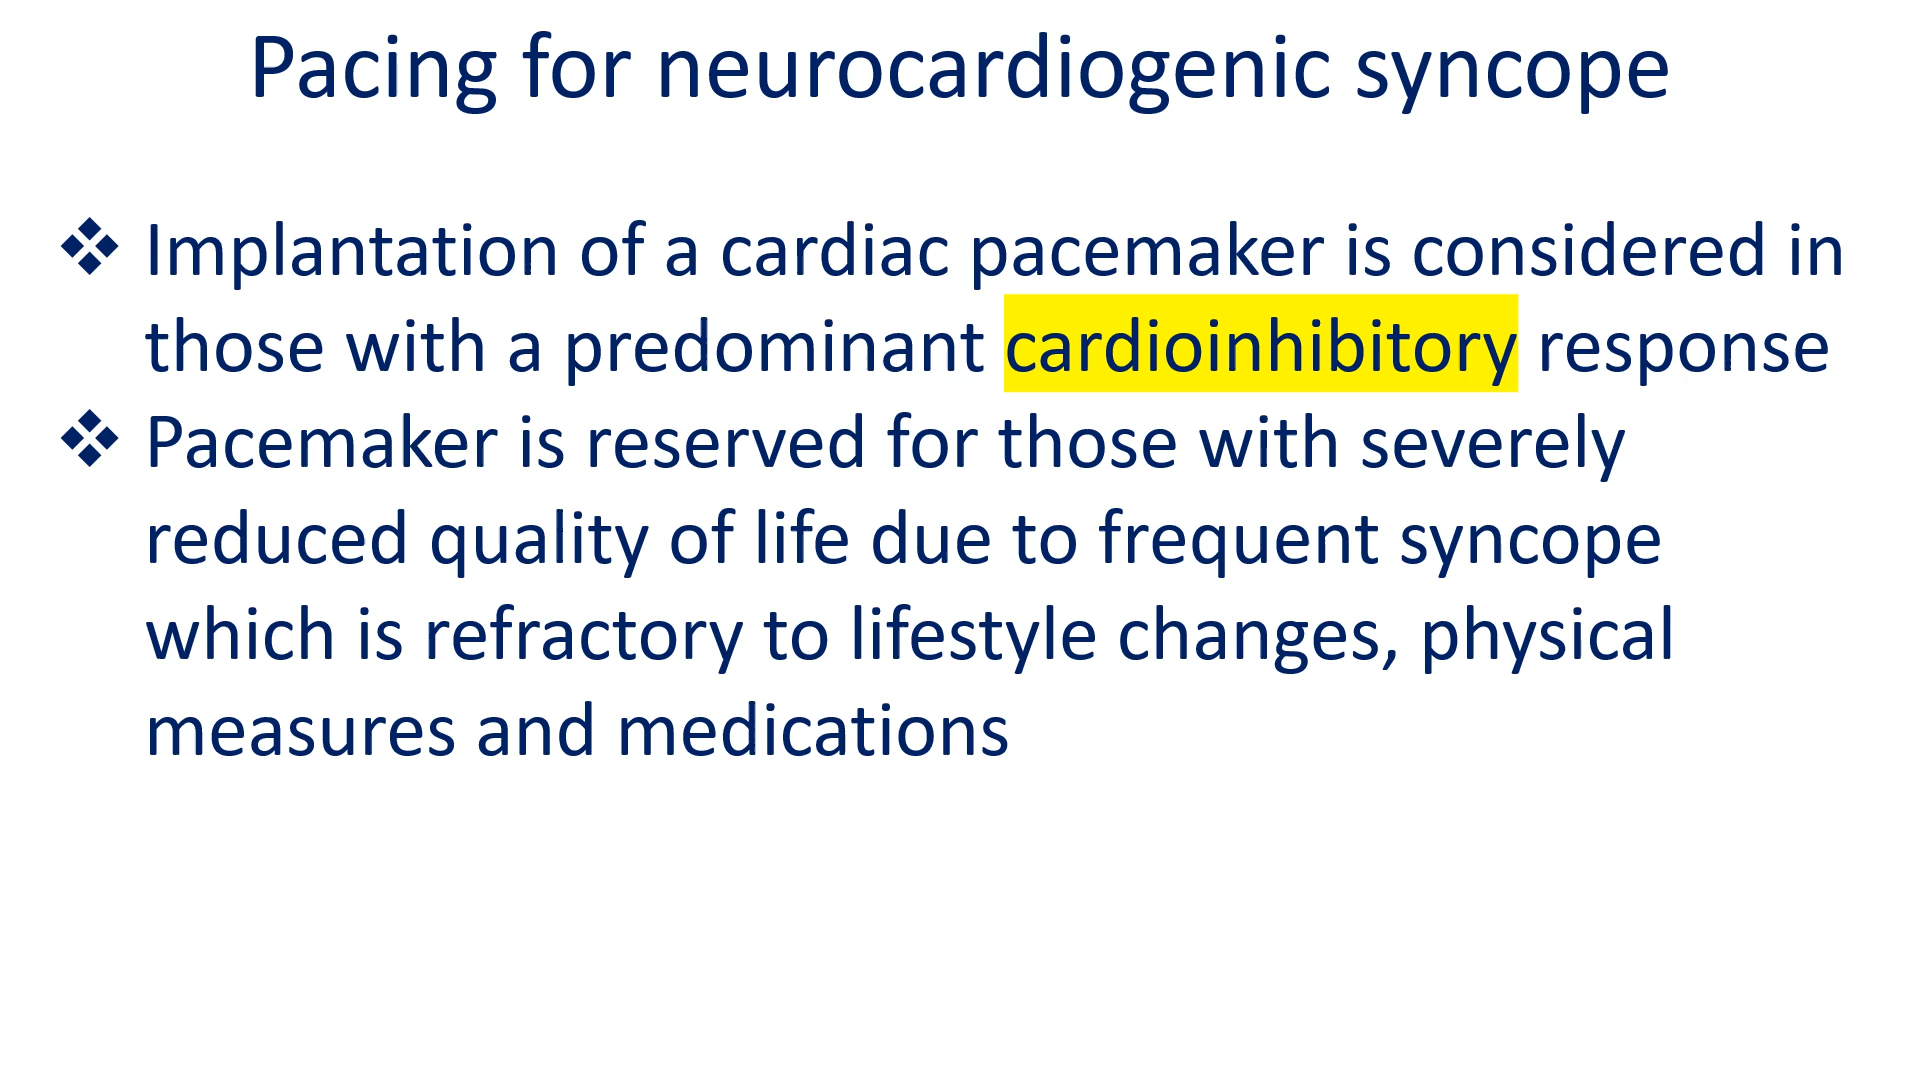 Pacing for neurocardiogenic syncope
❖ Implantation of a cardiac pacemaker is considered in
those with a predominant cardioinhibitory response
❖ Pacemaker is reserved for those with severely
reduced quality of life due to frequent syncope
which is refractory to lifestyle changes, physical
measures and medications